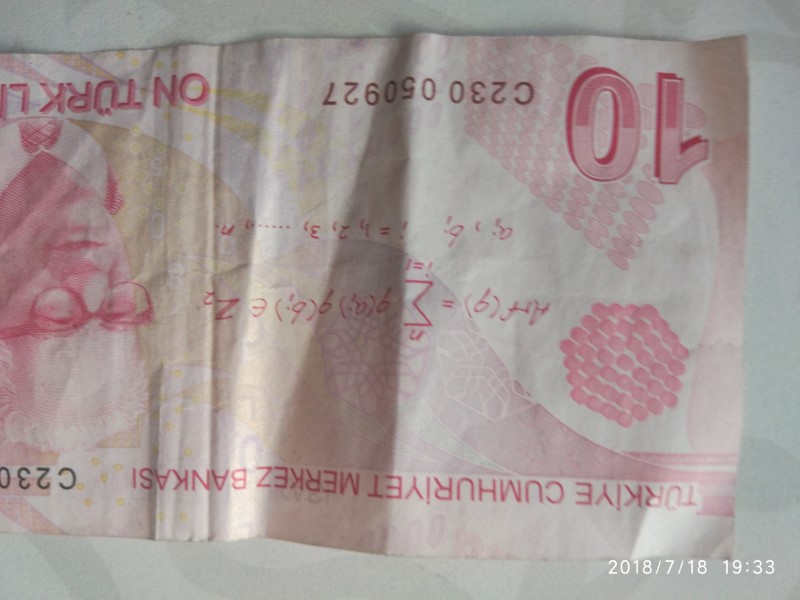 TÜRKİYE CUMHURİYET MERKEZ BANKASI C230
Arf(q) = ∑ⁿᵢ₌₁ q(aᵢ) q(bᵢ) ∈ Z₂
aᵢ, bᵢ, i = 1, 2, 3, ......, n.
10 C230 050927 ON TÜRK Lİ
2018/7/18 19:33